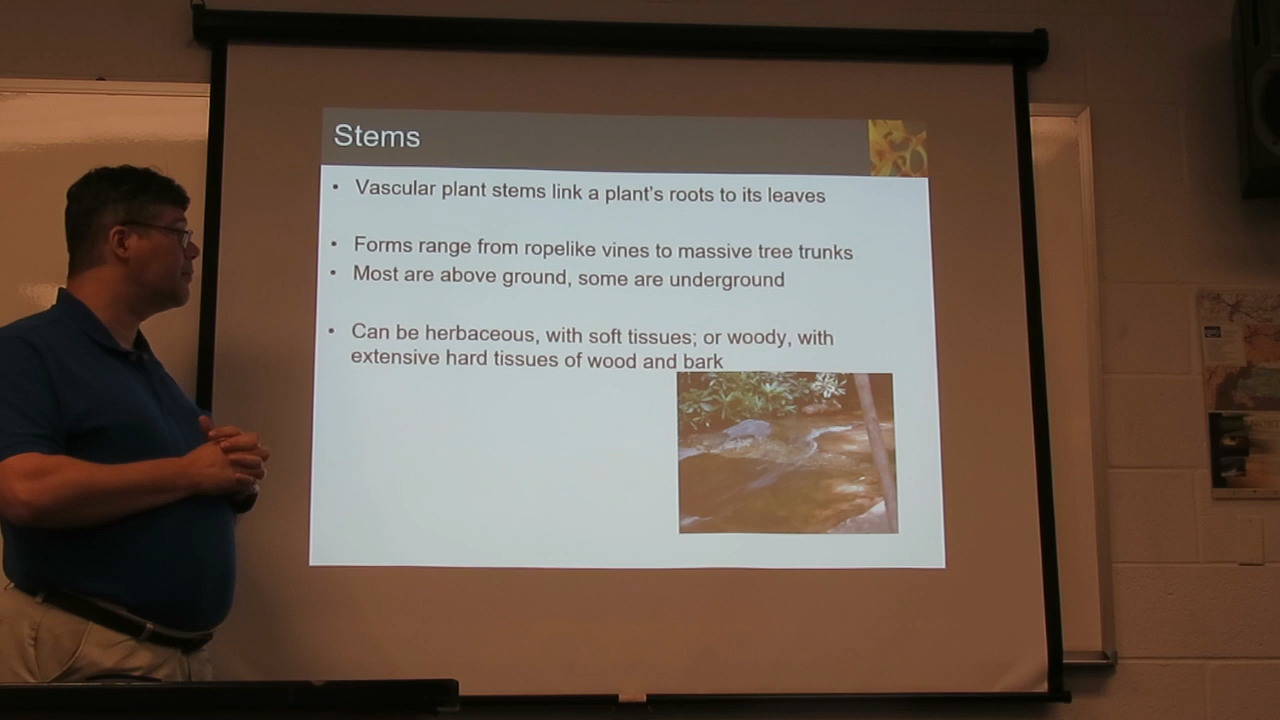 Stems
• Vascular plant stems link a plant's roots to its leaves
• Forms range from ropelike vines to massive tree trunks
• Most are above ground, some are underground
• Can be herbaceous, with soft tissues; or woody, with
extensive hard tissues of wood and bark